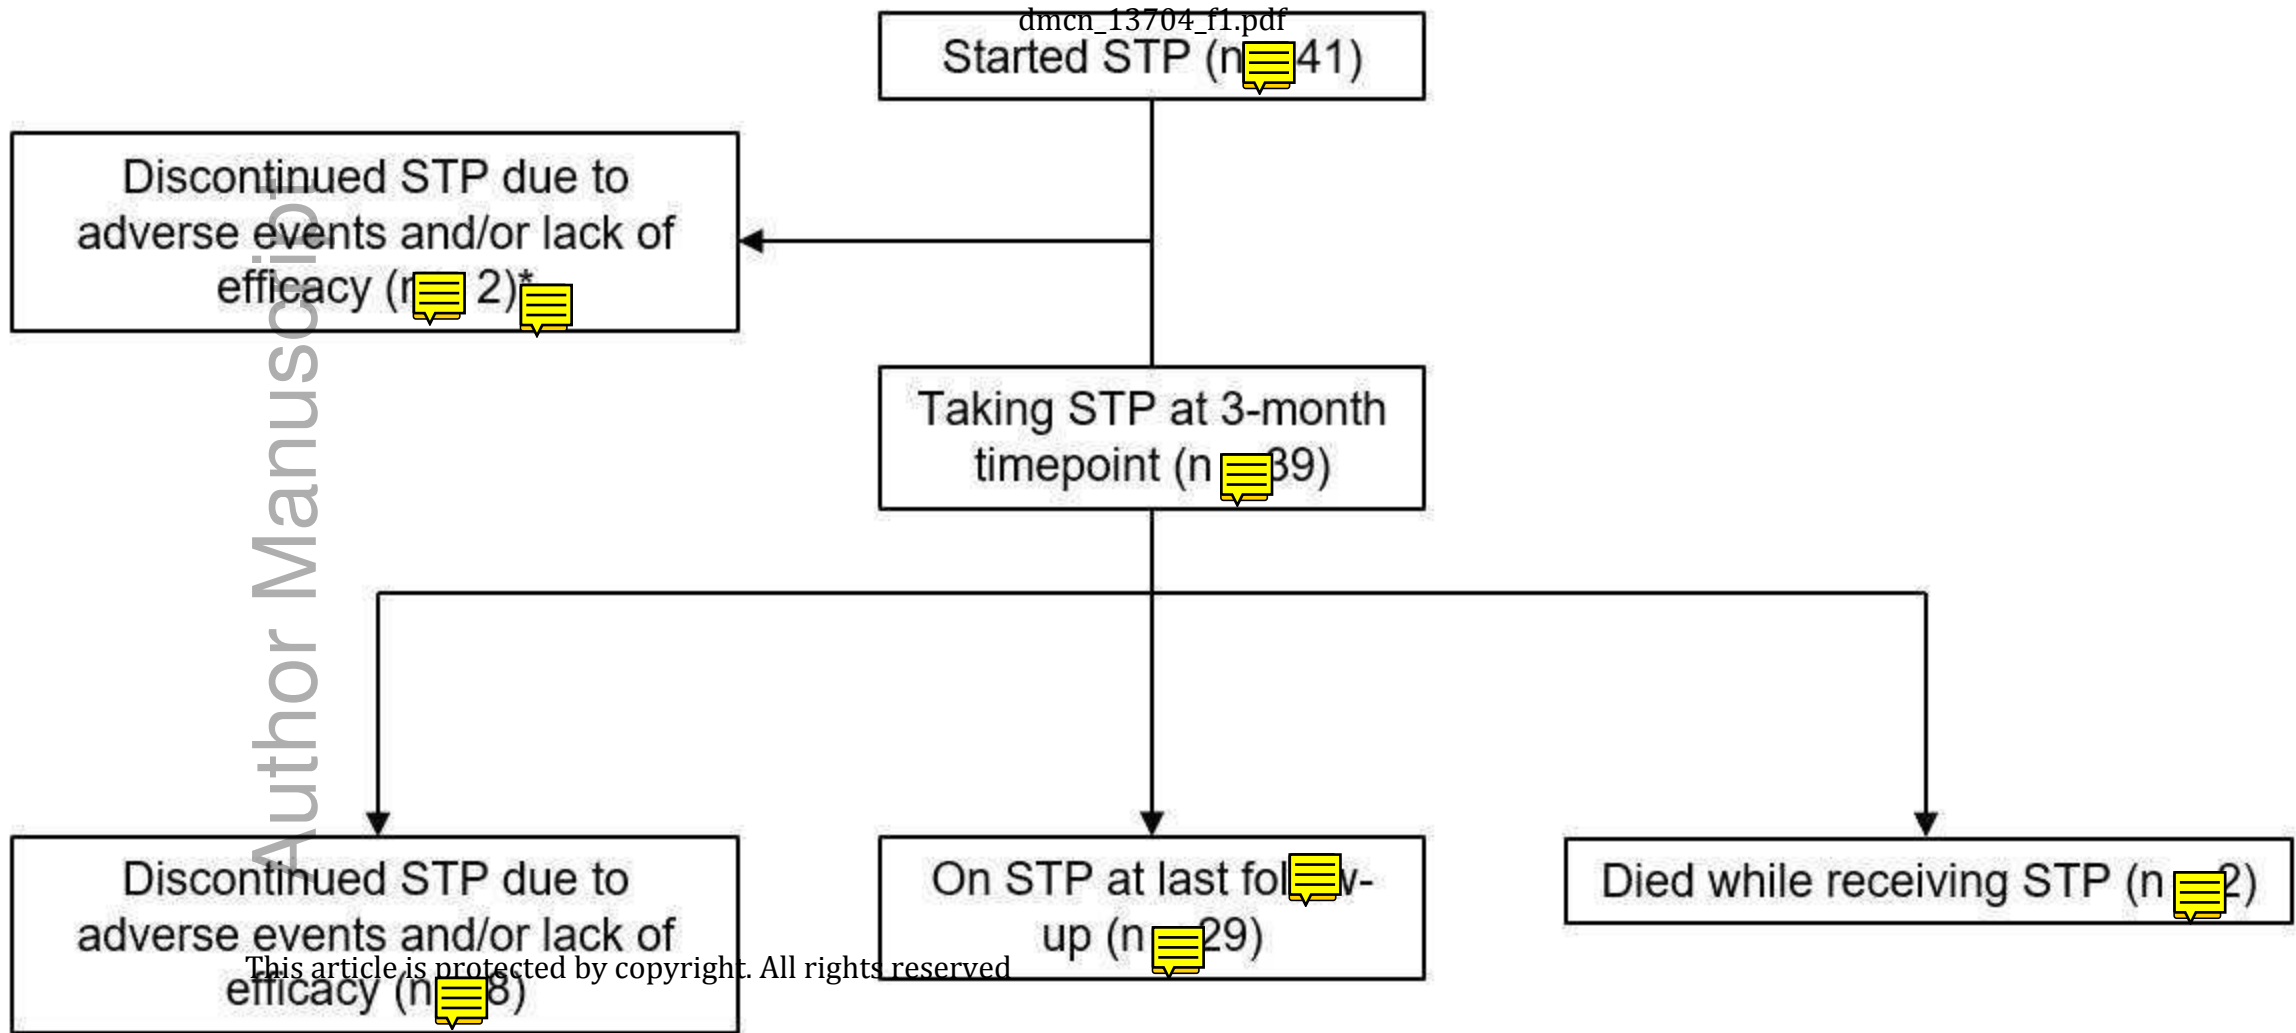 dmcn_13704_f1.pdf
Started STP (n 41)
Discontinued STP due to
adverse events and/or lack of
efficacy (n 2)*
Taking STP at 3-month
timepoint (n 39)
Author Manuscript
Discontinued STP due to
adverse events and/or lack of
efficacy (n 8)
On STP at last follow-
up (n 29)
Died while receiving STP (n 2)
This article is protected by copyright. All rights reserved